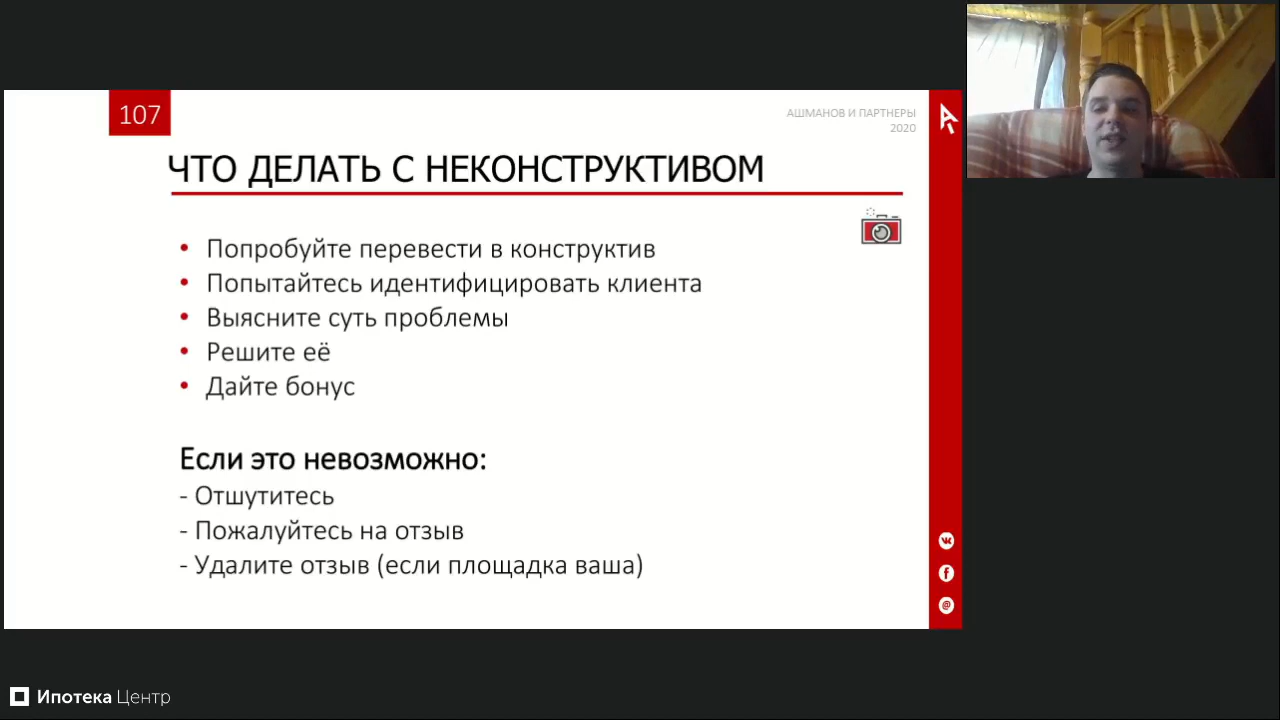 107
АШМАНОВ И ПАРТНЕРЫ
2020
ЧТО ДЕЛАТЬ С НЕКОНСТРУКТИВОМ
• Попробуйте перевести в конструктив
• Попытайтесь идентифицировать клиента
• Выясните суть проблемы
• Решите её
• Дайте бонус
Если это невозможно:
- Отшутитесь
- Пожалуйтесь на отзыв
- Удалите отзыв (если площадка ваша)
Ипотека Центр